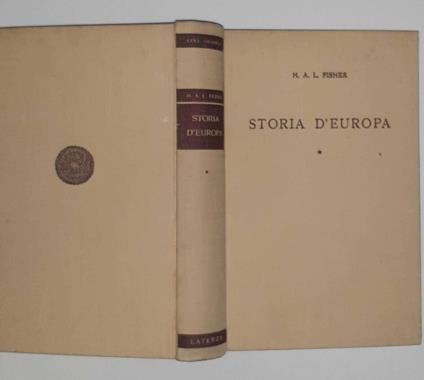 H. A. L. FISHER
STORIA
D'EUROPA
*
LATERZA
H. A. L. FISHER
STORIA D'EUROPA
*